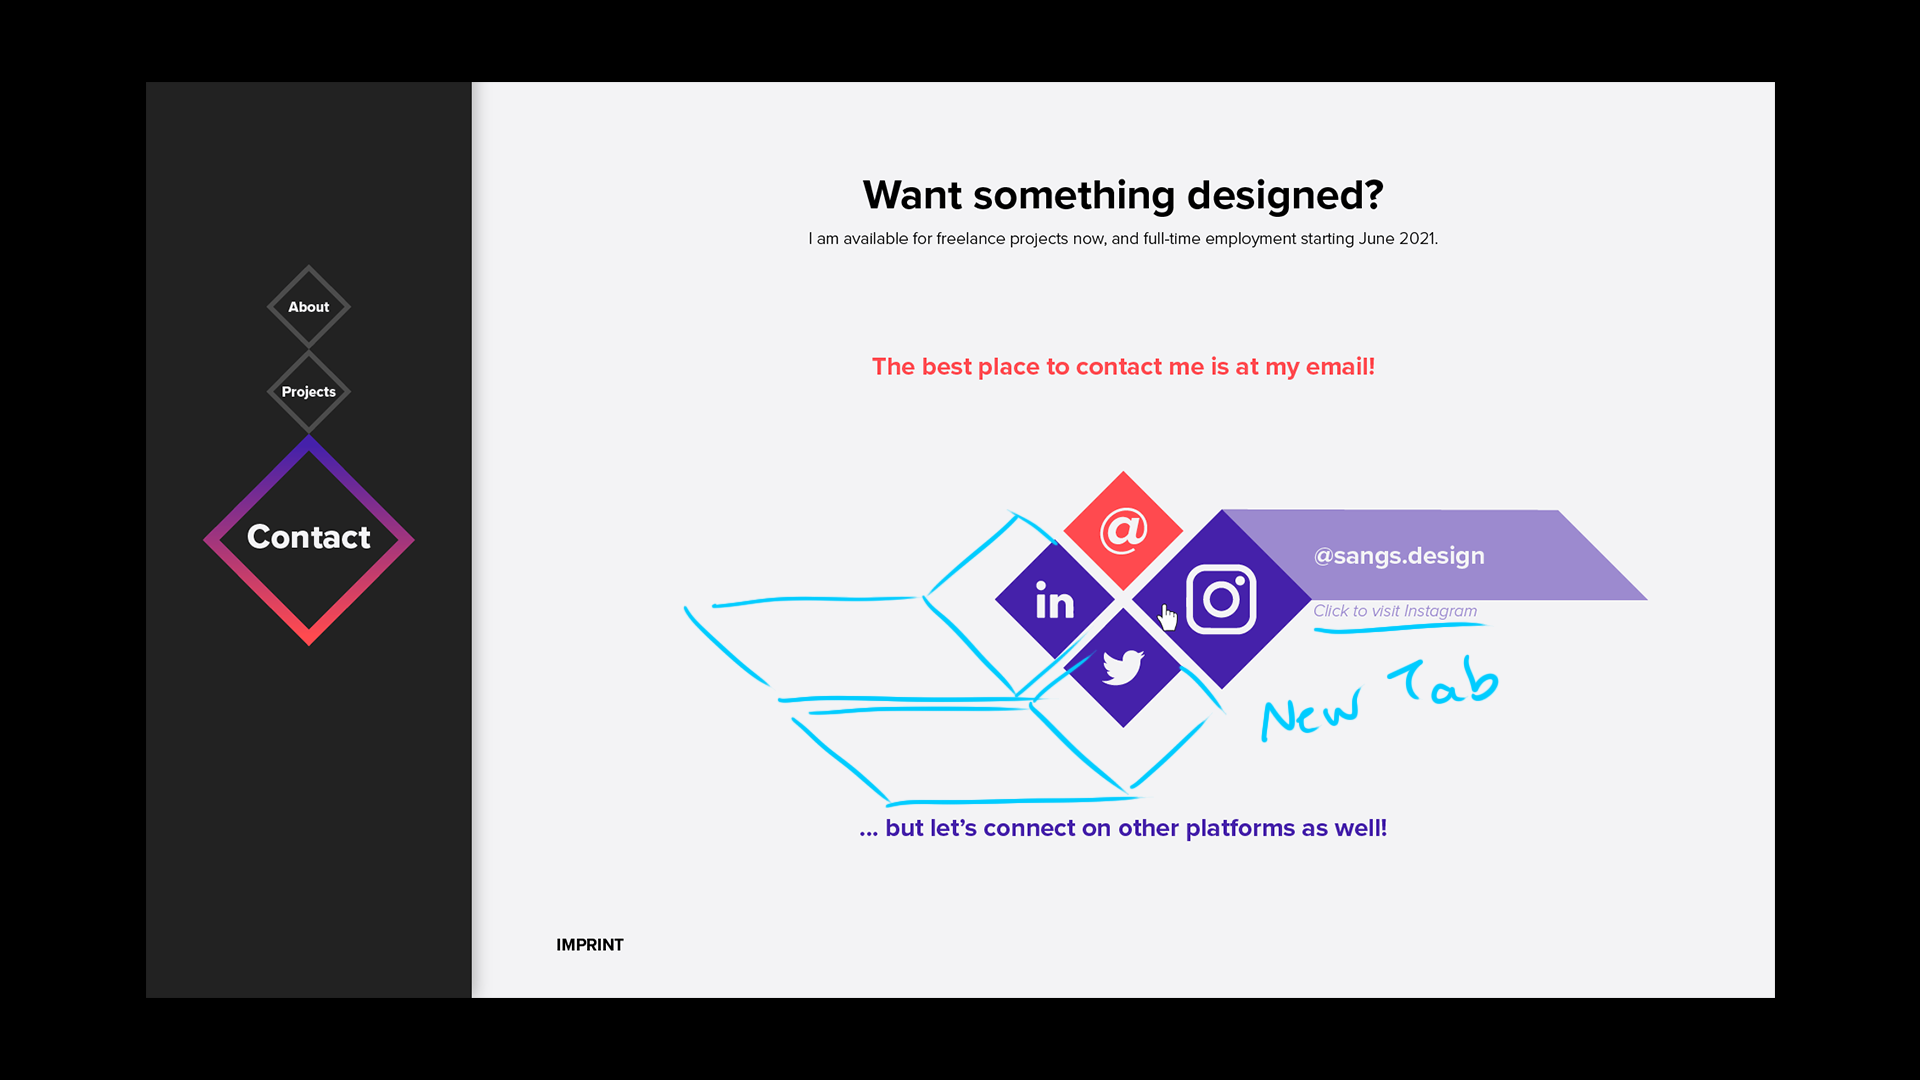 Want something designed?
I am available for freelance projects now, and full-time employment starting June 2021.
About
Projects
Contact
The best place to contact me is at my email!
@
in
@sangs.design
Click to visit Instagram
New Tab
... but let’s connect on other platforms as well!
IMPRINT